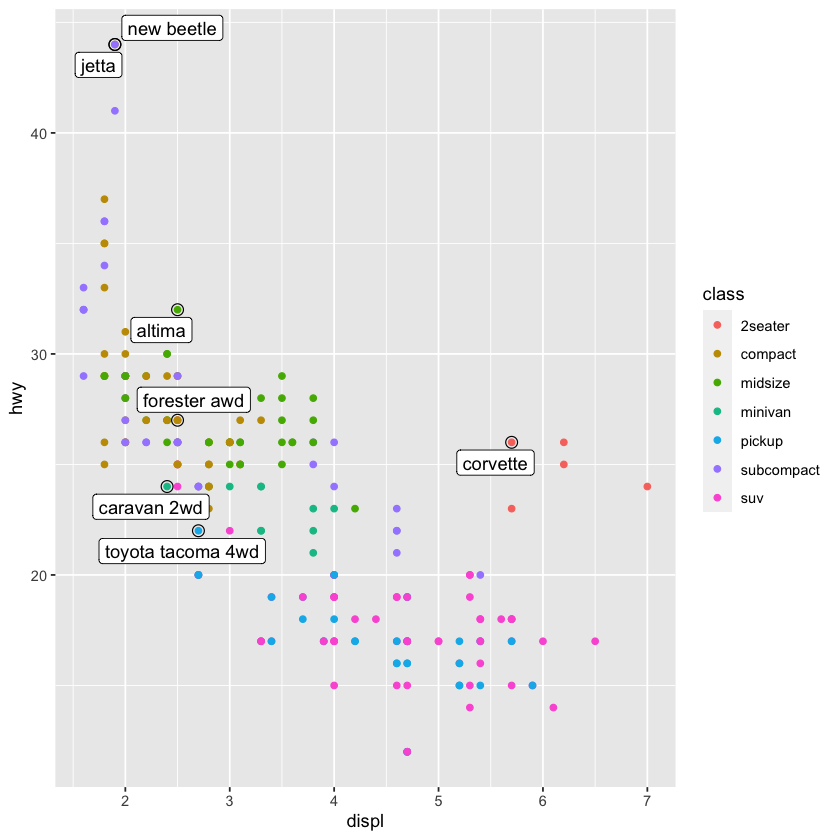 new beetle
jetta
40
altima
30
forester awd
corvette
caravan 2wd
toyota tacoma 4wd
20
hwy
2 3 4 5 6 7
displ
class
2seater
compact
midsize
minivan
pickup
subcompact
suv